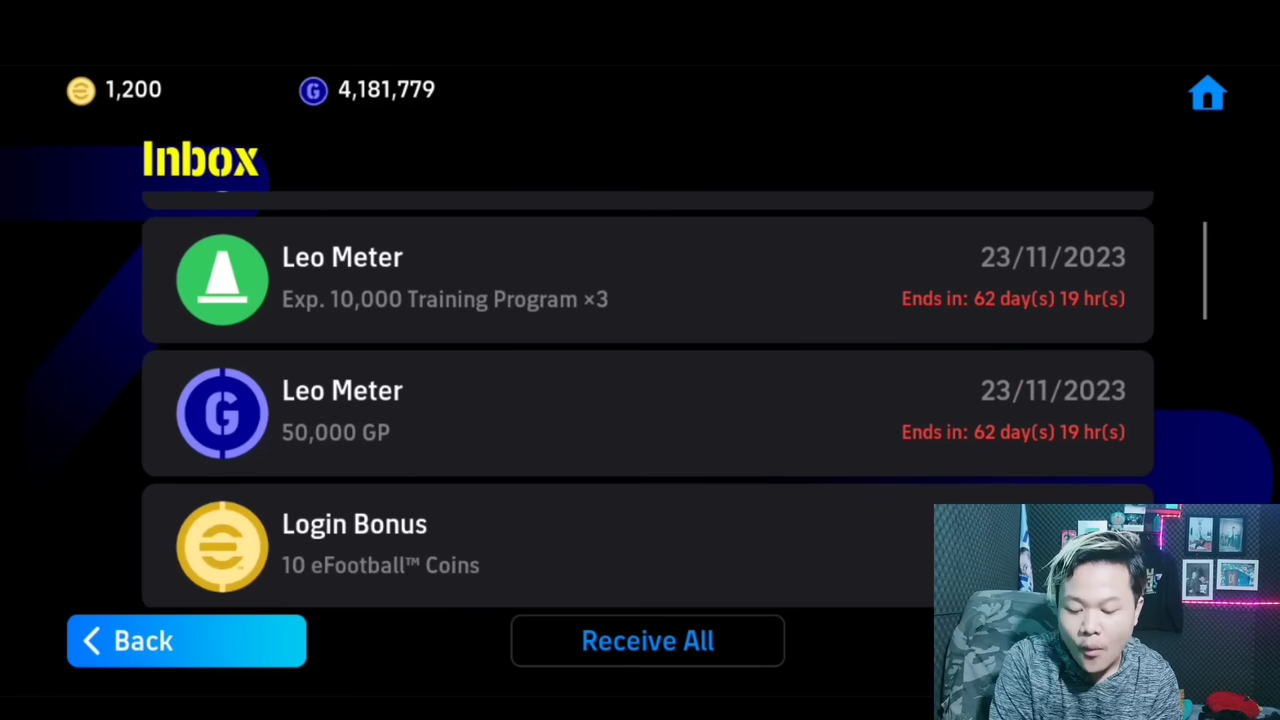 1,200
4,181,779
Inbox
Leo Meter
23/11/2023
Exp. 10,000 Training Program ×3
Ends in: 62 day(s) 19 hr(s)
Leo Meter
23/11/2023
50,000 GP
Ends in: 62 day(s) 19 hr(s)
Login Bonus
10 eFootball™ Coins
Back
Receive All